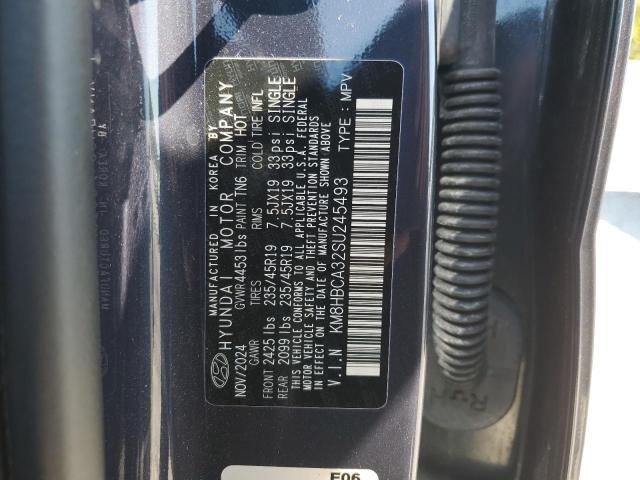 MANUFACTURED IN KOREA BY
HYUNDAI MOTOR COMPANY
NOV/2024 GVWR 4453 lbs PAINT TN6 TRIM HOT
GAWR TIRES RIMS COLD TIRE INFL
FRONT 2425 lbs 235/45R19 7.5JX19 33psi SINGLE
REAR 2099 lbs 235/45R19 7.5JX19 33psi SINGLE
THIS VEHICLE CONFORMS TO ALL APPLICABLE U.S.A. FEDERAL
MOTOR VEHICLE SAFETY AND THEFT PREVENTION STANDARDS
IN EFFECT ON THE DATE OF MANUFACTURE SHOWN ABOVE
V.I.N KM8HBCA32SU245493 TYPE : MPV
E06